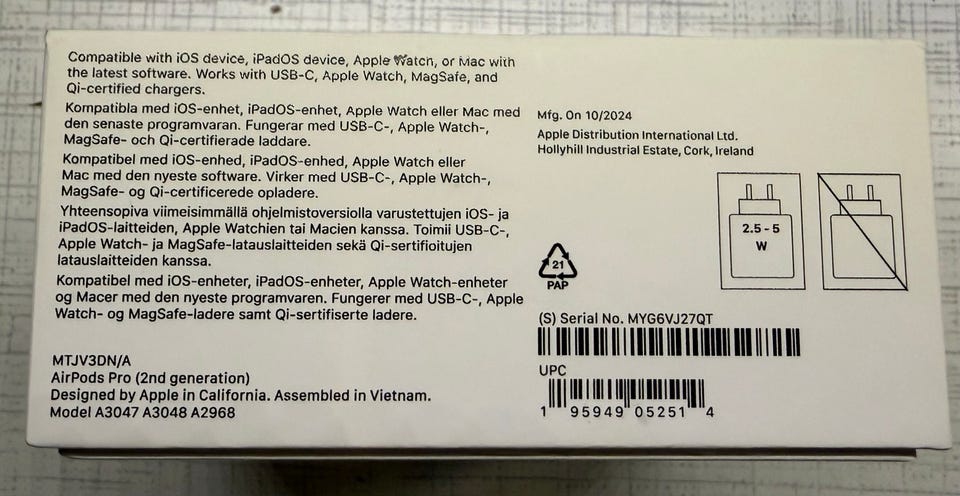 Compatible with iOS device, iPadOS device, Apple Watch, or Mac with
the latest software. Works with USB-C, Apple Watch, MagSafe, and
Qi-certified chargers.
Kompatibla med iOS-enhet, iPadOS-enhet, Apple Watch eller Mac med
den senaste programvaran. Fungerar med USB-C-, Apple Watch-,
MagSafe- och Qi-certifierade laddare.
Kompatibel med iOS-enhed, iPadOS-enhed, Apple Watch eller
Mac med den nyeste software. Virker med USB-C-, Apple Watch-,
MagSafe- og Qi-certificerede opladere.
Yhteensopiva viimeisimmällä ohjelmistoversiolla varustettujen iOS- ja
iPadOS-laitteiden, Apple Watchien tai Macien kanssa. Toimii USB-C-,
Apple Watch- ja MagSafe-latauslaitteiden sekä Qi-sertifioitujen
latauslaitteiden kanssa.
Kompatibel med iOS-enheter, iPadOS-enheter, Apple Watch-enheter
og Macer med den nyeste programvaren. Fungerer med USB-C-, Apple
Watch- og MagSafe-ladere samt Qi-sertifiserte ladere.
MTJV3DN/A
AirPods Pro (2nd generation)
Designed by Apple in California. Assembled in Vietnam.
Model A3047 A3048 A2968
Mfg. On 10/2024
Apple Distribution International Ltd.
Hollyhill Industrial Estate, Cork, Ireland
2.5 - 5
W
21
PAP
(S) Serial No. MYG6VJ27QT
UPC
1 95949 05251 4